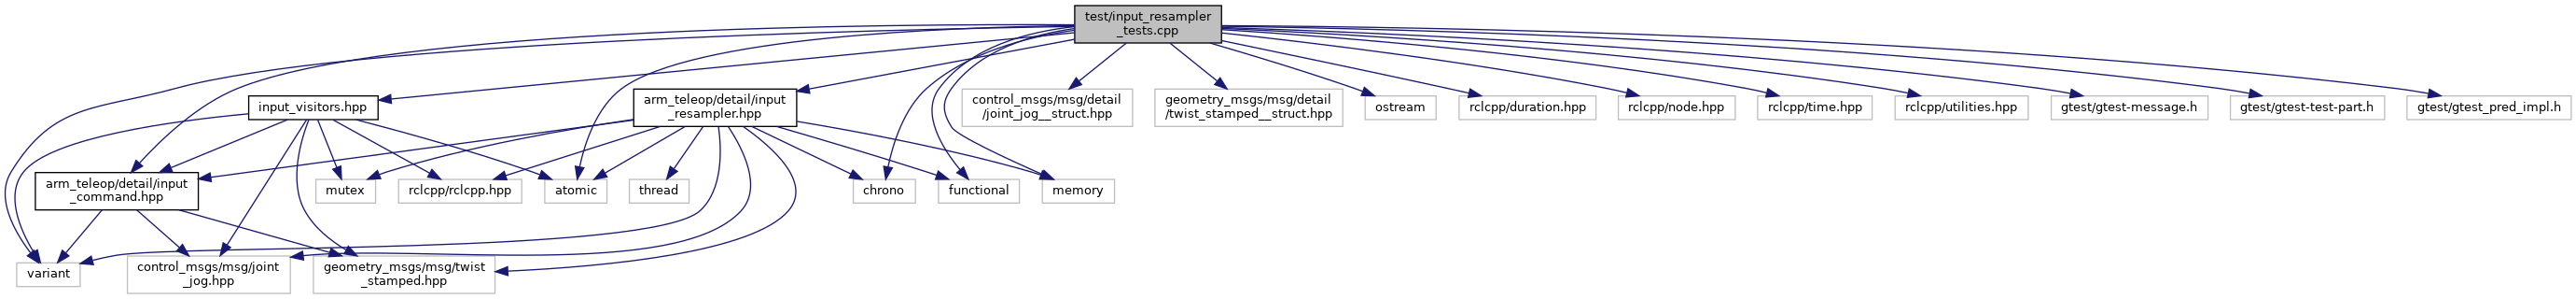 test/input_resampler
_tests.cpp
input_visitors.hpp
arm_teleop/detail/input
_resampler.hpp
control_msgs/msg/detail
/joint_jog__struct.hpp
geometry_msgs/msg/detail
/twist_stamped__struct.hpp
ostream
rclcpp/duration.hpp
rclcpp/node.hpp
rclcpp/time.hpp
rclcpp/utilities.hpp
gtest/gtest-message.h
gtest/gtest-test-part.h
gtest/gtest_pred_impl.h
arm_teleop/detail/input
_command.hpp
mutex
rclcpp/rclcpp.hpp
atomic
thread
chrono
functional
memory
variant
control_msgs/msg/joint
_jog.hpp
geometry_msgs/msg/twist
_stamped.hpp